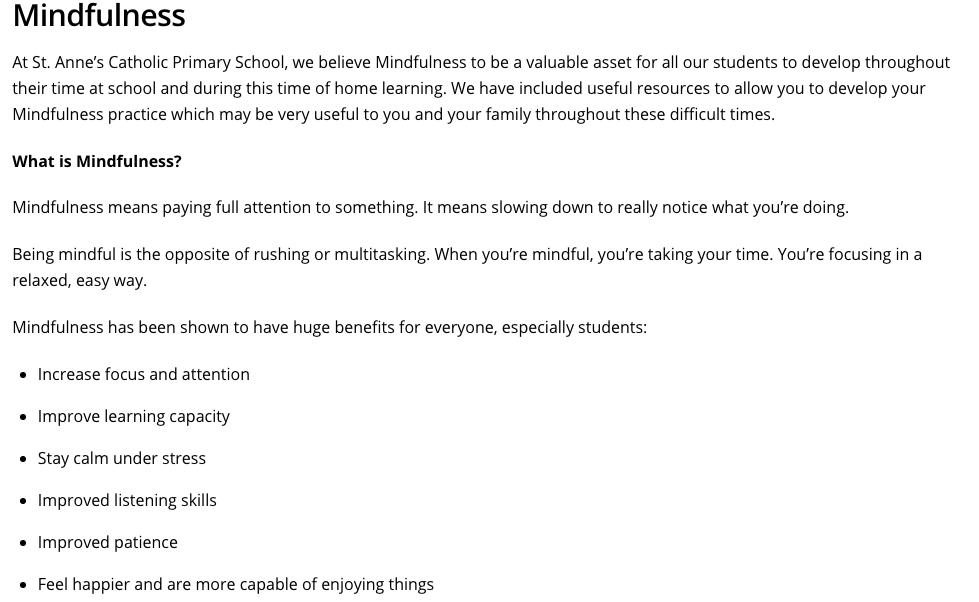 Mindfulness
At St. Anne’s Catholic Primary School, we believe Mindfulness to be a valuable asset for all our students to develop throughout
their time at school and during this time of home learning. We have included useful resources to allow you to develop your
Mindfulness practice which may be very useful to you and your family throughout these difficult times.
What is Mindfulness?
Mindfulness means paying full attention to something. It means slowing down to really notice what you’re doing.
Being mindful is the opposite of rushing or multitasking. When you’re mindful, you’re taking your time. You’re focusing in a
relaxed, easy way.
Mindfulness has been shown to have huge benefits for everyone, especially students:
• Increase focus and attention
• Improve learning capacity
• Stay calm under stress
• Improved listening skills
• Improved patience
• Feel happier and are more capable of enjoying things